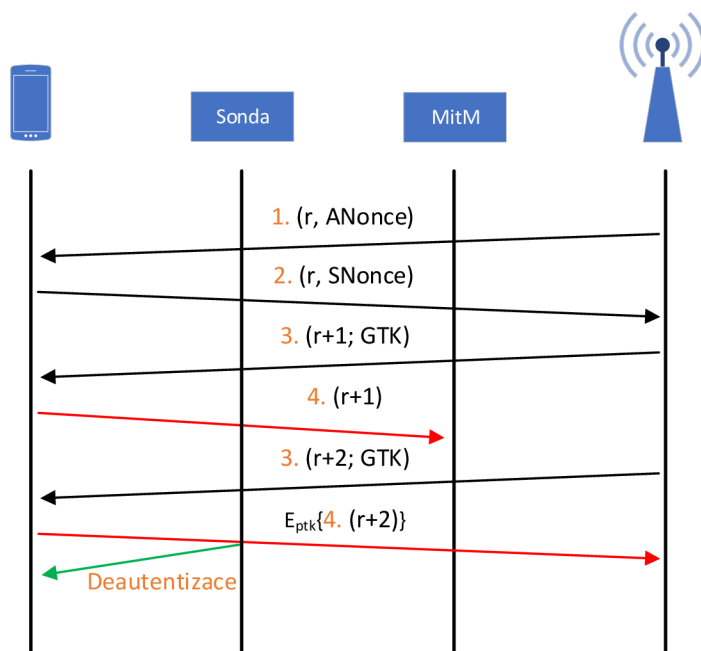 Sonda
MitM
1. (r, ANonce)
2. (r, SNonce)
3. (r+1; GTK)
4. (r+1)
3. (r+2; GTK)
Eptk{4. (r+2)}
Deautentizace